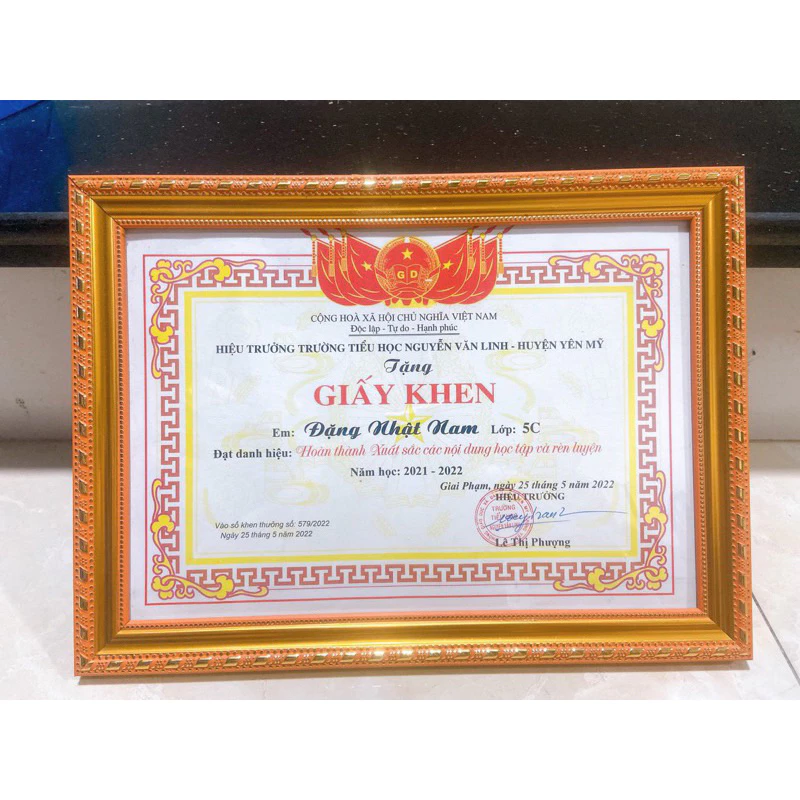 GD
CỘNG HOÀ XÃ HỘI CHỦ NGHĨA VIỆT NAM
Độc lập - Tự do - Hạnh phúc
HIỆU TRƯỞNG TRƯỜNG TIỂU HỌC NGUYỄN VĂN LINH - HUYỆN YÊN MỸ
Tặng
GIẤY KHEN
Em: Đặng Nhật Nam Lớp: 5C
Đạt danh hiệu: Hoàn thành Xuất sắc các nội dung học tập và rèn luyện
Năm học: 2021 - 2022
Giai Phạm, ngày 25 tháng 5 năm 2022
HIỆU TRƯỞNG
TRƯỜNG
Vào sổ khen thưởng số: 579/2022
Ngày 25 tháng 5 năm 2022
Lê Thị Phượng